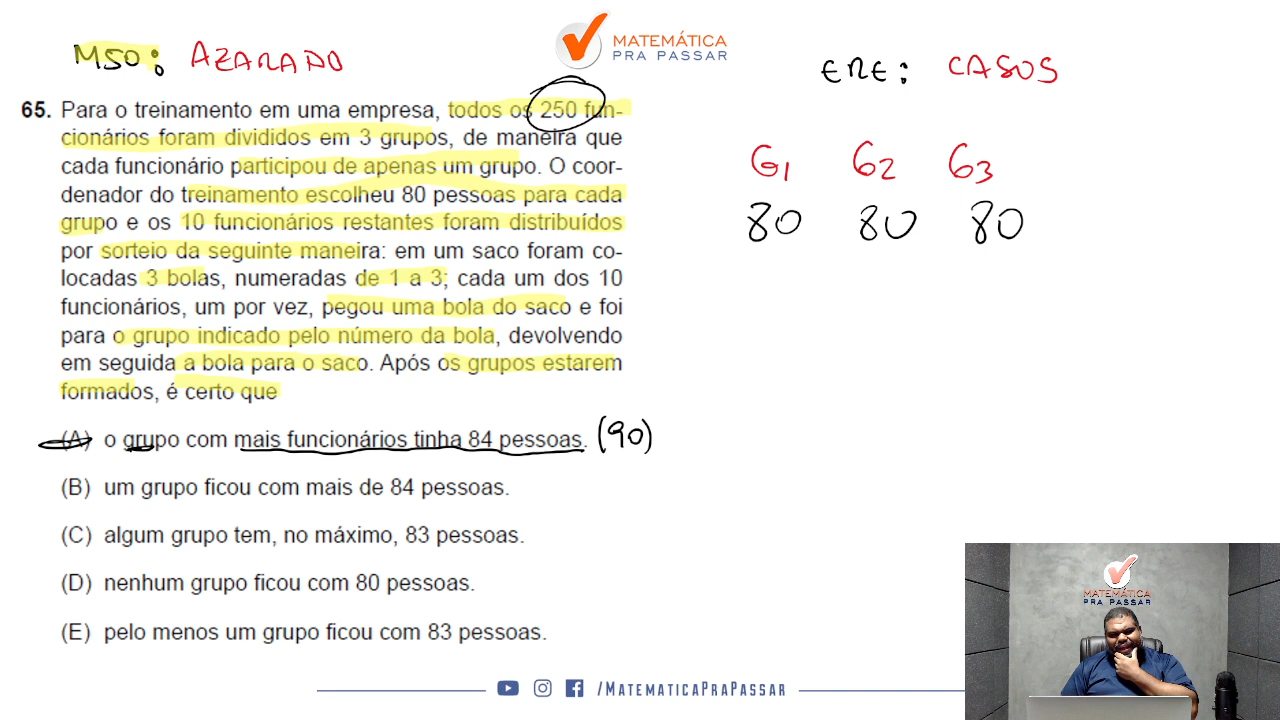 MSO: AZARADO
MATEMÁTICA
PRA PASSAR
ERE: CASOS
65. Para o treinamento em uma empresa, todos os 250 fun-
cionários foram divididos em 3 grupos, de maneira que
cada funcionário participou de apenas um grupo. O coor-
denador do treinamento escolheu 80 pessoas para cada
grupo e os 10 funcionários restantes foram distribuídos
por sorteio da seguinte maneira: em um saco foram co-
locadas 3 bolas, numeradas de 1 a 3; cada um dos 10
funcionários, um por vez, pegou uma bola do saco e foi
para o grupo indicado pelo número da bola, devolvendo
em seguida a bola para o saco. Após os grupos estarem
formados, é certo que
(A) o grupo com mais funcionários tinha 84 pessoas. (90)
(B) um grupo ficou com mais de 84 pessoas.
(C) algum grupo tem, no máximo, 83 pessoas.
(D) nenhum grupo ficou com 80 pessoas.
(E) pelo menos um grupo ficou com 83 pessoas.
G1 G2 G3
80 80 80
MATEMÁTICA
PRA PASSAR
/MATEMATICAPRAPASSAR